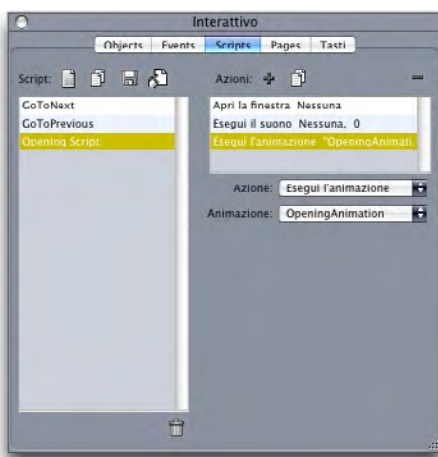 Interattivo
Objects Events Scripts Pages Tasti
Script:
Azioni:
GoToNext
GoToPrevious
Opening Script
Apri la finestra Nessuna
Esegui il suono Nessuna, 0
Esegui l'animazione "OpeningAnimati
Azione: Esegui l'animazione
Animazione: OpeningAnimation